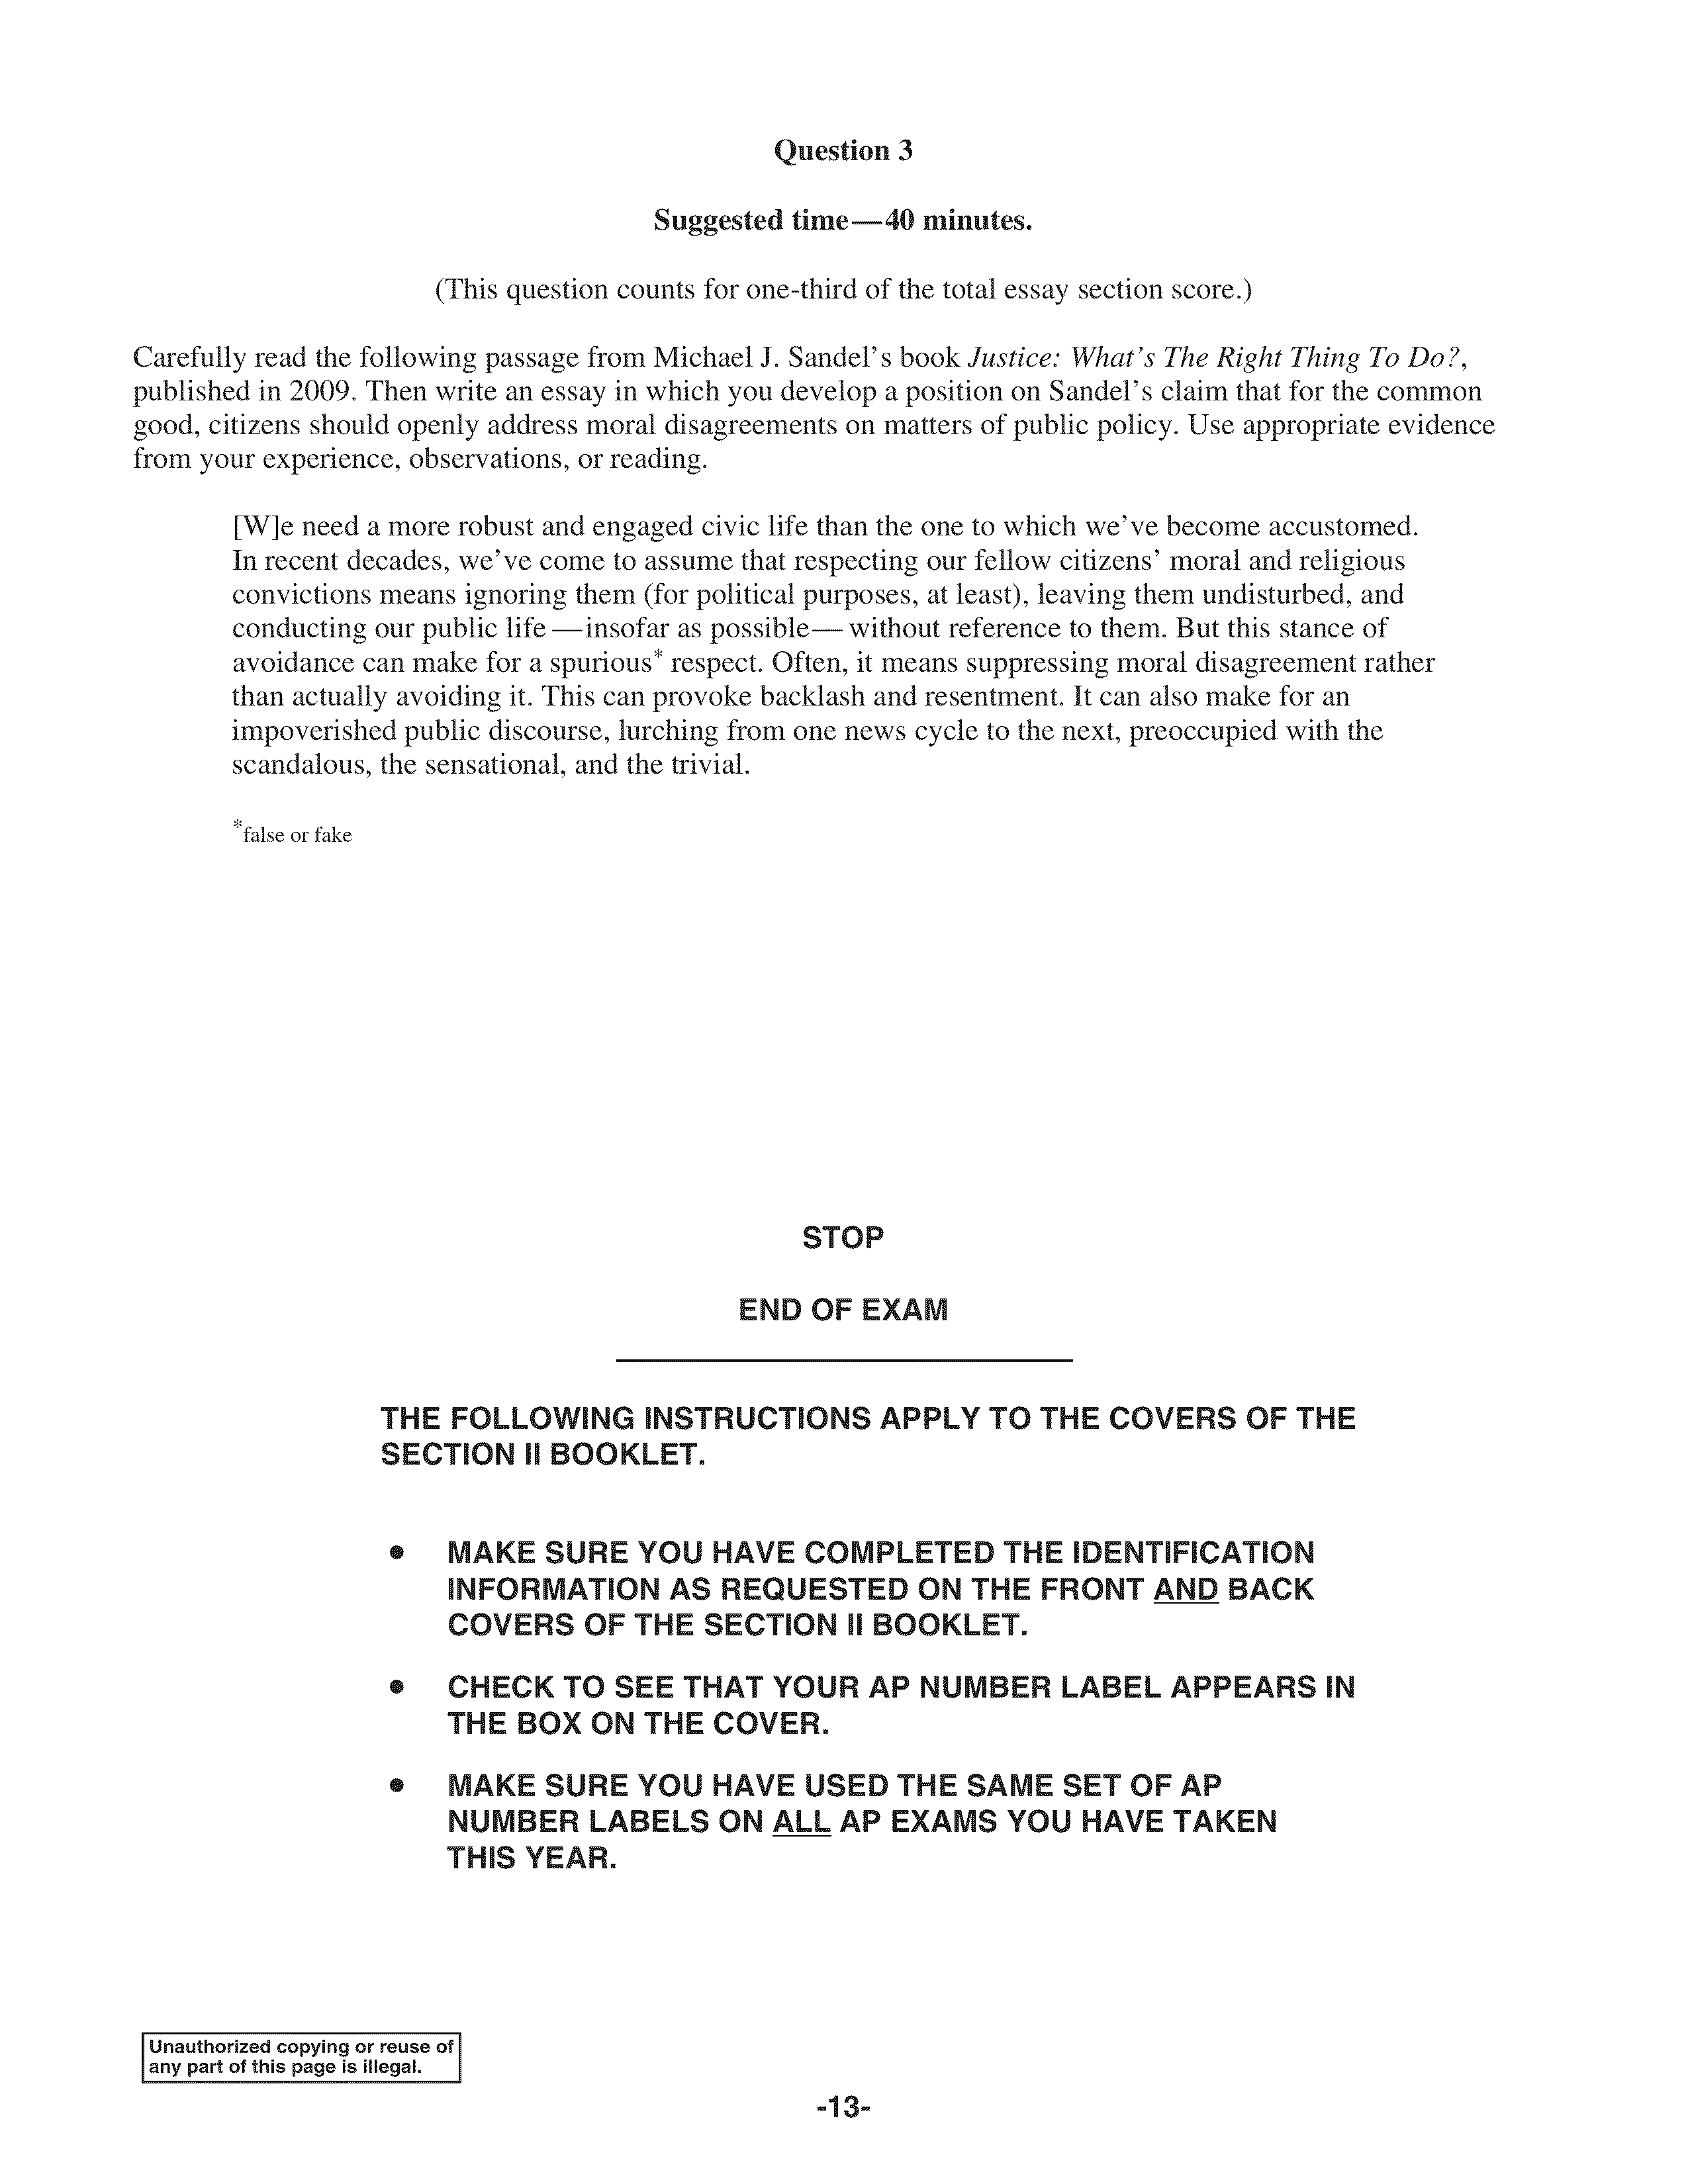 Question 3
Suggested time—40 minutes.
(This question counts for one-third of the total essay section score.)
Carefully read the following passage from Michael J. Sandel's book Justice: What's The Right Thing To Do?,
published in 2009. Then write an essay in which you develop a position on Sandel's claim that for the common
good, citizens should openly address moral disagreements on matters of public policy. Use appropriate evidence
from your experience, observations, or reading.
[W]e need a more robust and engaged civic life than the one to which we've become accustomed.
In recent decades, we've come to assume that respecting our fellow citizens' moral and religious
convictions means ignoring them (for political purposes, at least), leaving them undisturbed, and
conducting our public life —insofar as possible— without reference to them. But this stance of
avoidance can make for a spurious* respect. Often, it means suppressing moral disagreement rather
than actually avoiding it. This can provoke backlash and resentment. It can also make for an
impoverished public discourse, lurching from one news cycle to the next, preoccupied with the
scandalous, the sensational, and the trivial.
*false or fake
STOP
END OF EXAM
THE FOLLOWING INSTRUCTIONS APPLY TO THE COVERS OF THE
SECTION II BOOKLET.
• MAKE SURE YOU HAVE COMPLETED THE IDENTIFICATION
INFORMATION AS REQUESTED ON THE FRONT AND BACK
COVERS OF THE SECTION II BOOKLET.
• CHECK TO SEE THAT YOUR AP NUMBER LABEL APPEARS IN
THE BOX ON THE COVER.
• MAKE SURE YOU HAVE USED THE SAME SET OF AP
NUMBER LABELS ON ALL AP EXAMS YOU HAVE TAKEN
THIS YEAR.
Unauthorized copying or reuse of
any part of this page is illegal.
-13-